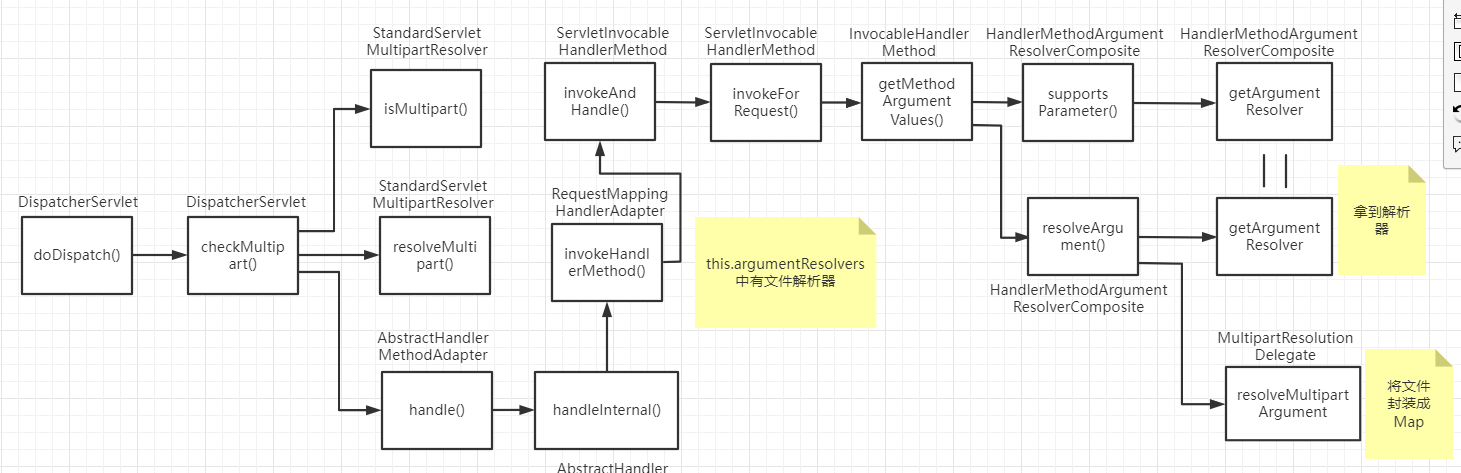 StandardServlet
MultipartResolver
isMultipart()
ServletInvocable
HandlerMethod
invokeAnd
Handle()
ServletInvocable
HandlerMethod
invokeFor
Request()
InvocableHandler
Method
getMethod
Argument
Values()
HandlerMethodArgument
ResolverComposite
supports
Parameter()
HandlerMethodArgument
ResolverComposite
getArgument
Resolver
DispatcherServlet
doDispatch()
DispatcherServlet
checkMultip
art()
StandardServlet
MultipartResolver
resolveMulti
part()
RequestMapping
HandlerAdapter
invokeHandl
erMethod()
this.argumentResolvers
中有文件解析器
resolveArgu
ment()
HandlerMethodArgument
ResolverComposite
getArgument
Resolver
拿到解析
器
AbstractHandler
MethodAdapter
handle()
handleInternal()
AbstractHandler
MultipartResolution
Delegate
resolveMultipart
Argument
将文件
封装成
Map